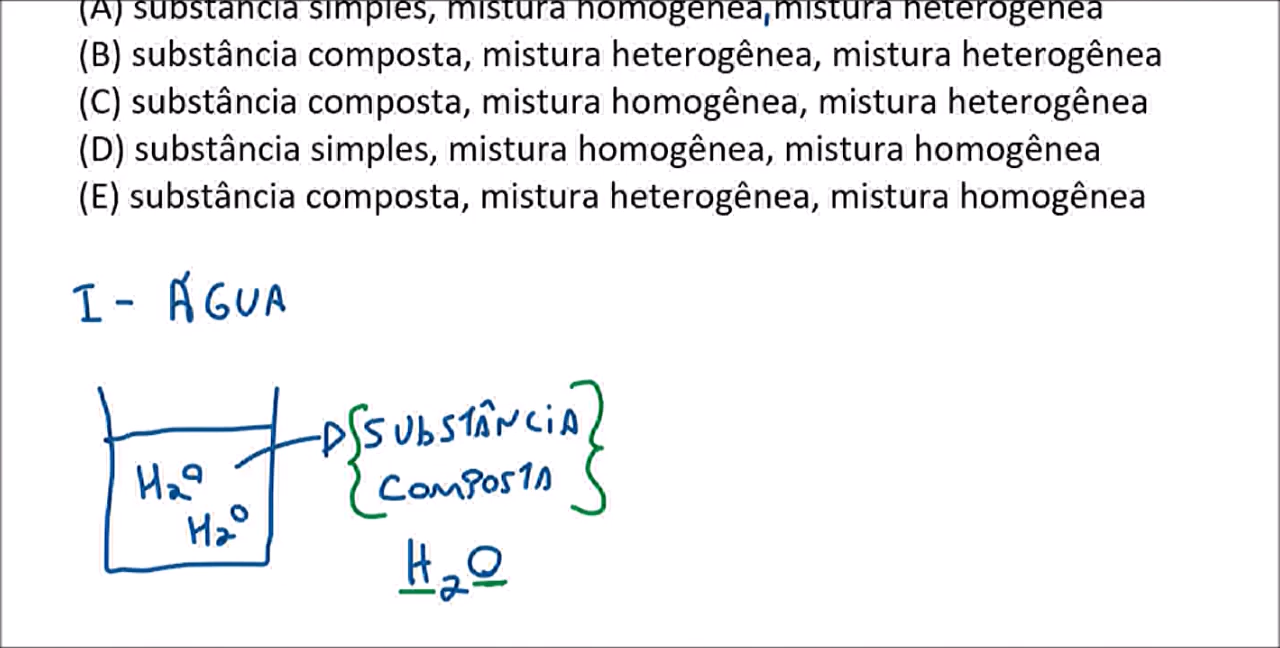 (A) substância simples, mistura homogênea, mistura heterogênea
(B) substância composta, mistura heterogênea, mistura heterogênea
(C) substância composta, mistura homogênea, mistura heterogênea
(D) substância simples, mistura homogênea, mistura homogênea
(E) substância composta, mistura heterogênea, mistura homogênea
I - ÁGUA
SUbSTÂNCiA
COMPOSTA
H2O
H2O
H2O